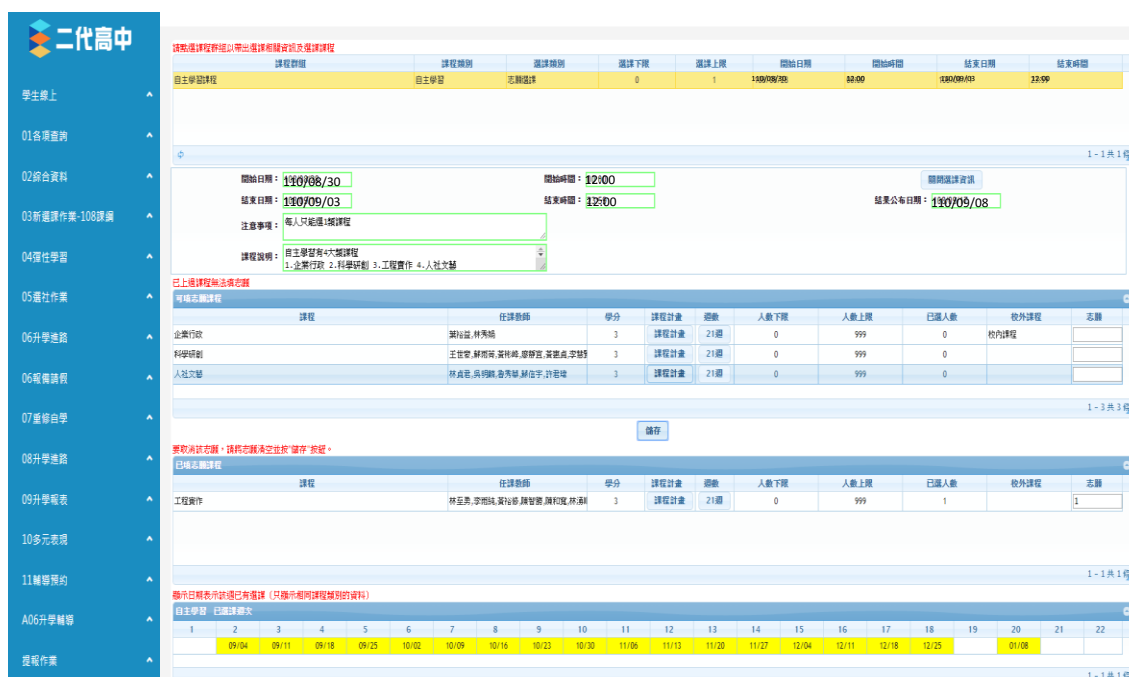 二代高中
學生線上
01各項查詢
02綜合資料
03新選課作業-108課綱
04彈性學習
05選社作業
06升學進路
06報備請假
07重修自學
08升學進路
09升學報表
10多元表現
11輔導預約
A06升學輔導
提報作業
請點選課程群組以帶出選課相關資訊及選課課程
課程群組 課程類別 選課類別 選課下限 選課上限 開始日期 開始時間 結束日期 結束時間
自主學習課程 自主學習 志願選課 0 1 110/08/30 12:00 110/09/03 12:00
1 - 1 共 1
開始日期: 110/08/30 開始時間: 12:00 關閉選課資訊
結束日期: 110/09/03 結束時間: 12:00 結果公布日期: 110/09/08
注意事項: 每人只能選1類課程
課程說明: 自主學習有4大類課程
1.企業行政 2.科學研創 3.工程實作 4.人社文藝
已上過課程無法填志願
可填志願課程
課程 任課教師 學分 課程計畫 週數 人數下限 人數上限 已選人數 校外課程 志願
企業行政 葉裕益,林秀娟 3 課程計畫 21週 0 999 0 校內課程
科學研創 3 課程計畫 21週 0 999 0
人社文藝 3 課程計畫 21週 0 999 0
1 - 3 共 3
儲存
要取消該志願,請將志願清空並按"儲存"按鈕。
已填志願課程
課程 任課教師 學分 課程計畫 週數 人數下限 人數上限 已選人數 校外課程 志願
工程實作 3 課程計畫 21週 0 999 1 1
1 - 1 共 1
顯示日期表示該週已有選課 (只顯示相同課程類別的資料)
自主學習 已選課週次
1 2 3 4 5 6 7 8 9 10 11 12 13 14 15 16 17 18 19 20 21 22
09/04 09/11 09/18 09/25 10/02 10/09 10/16 10/23 10/30 11/06 11/13 11/20 11/27 12/04 12/11 12/18 12/25 01/08
1 - 1 共 1